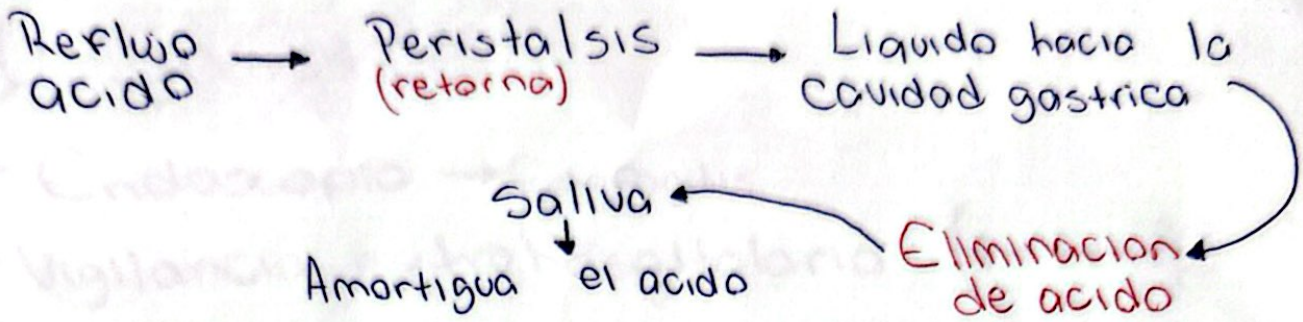 Reflujo → Peristalsis → Liquido hacia la
acido (retorna) cavidad gastrica
Saliva
Eliminacion
de acido
Amortigua el acido